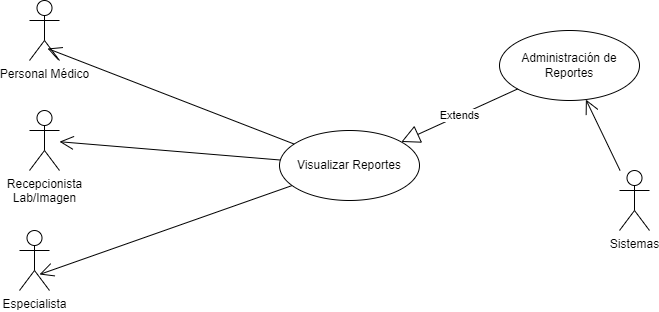 Personal Médico
Recepcionista
Lab/Imagen
Especialista
Visualizar Reportes
Extends
Administración de
Reportes
Sistemas